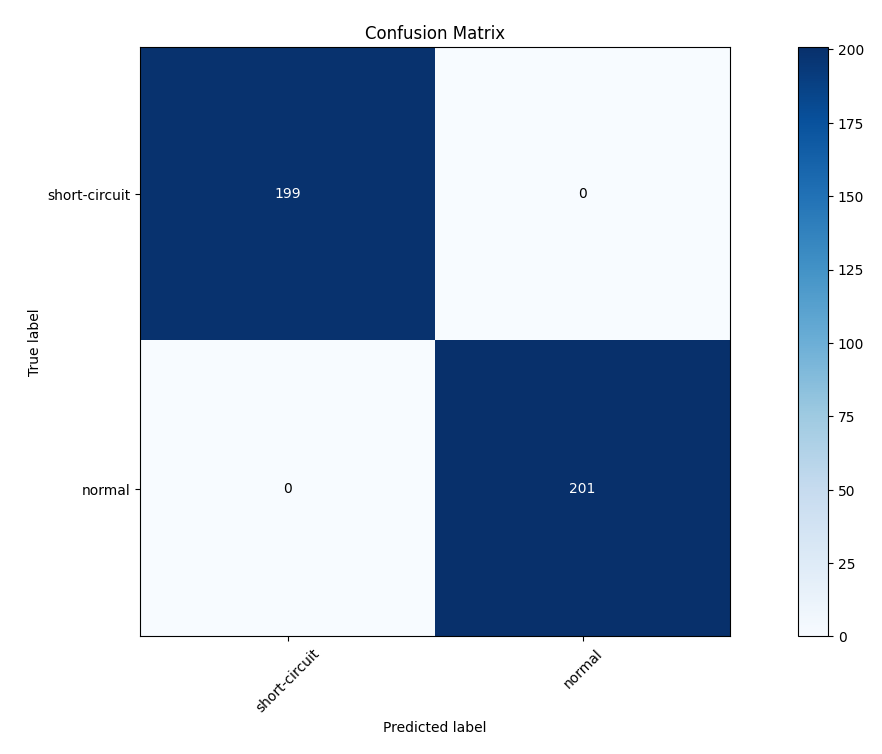 Confusion Matrix
True label
short-circuit
normal
199
0
0
201
short-circuit
normal
Predicted label
200
175
150
125
100
75
50
25
0